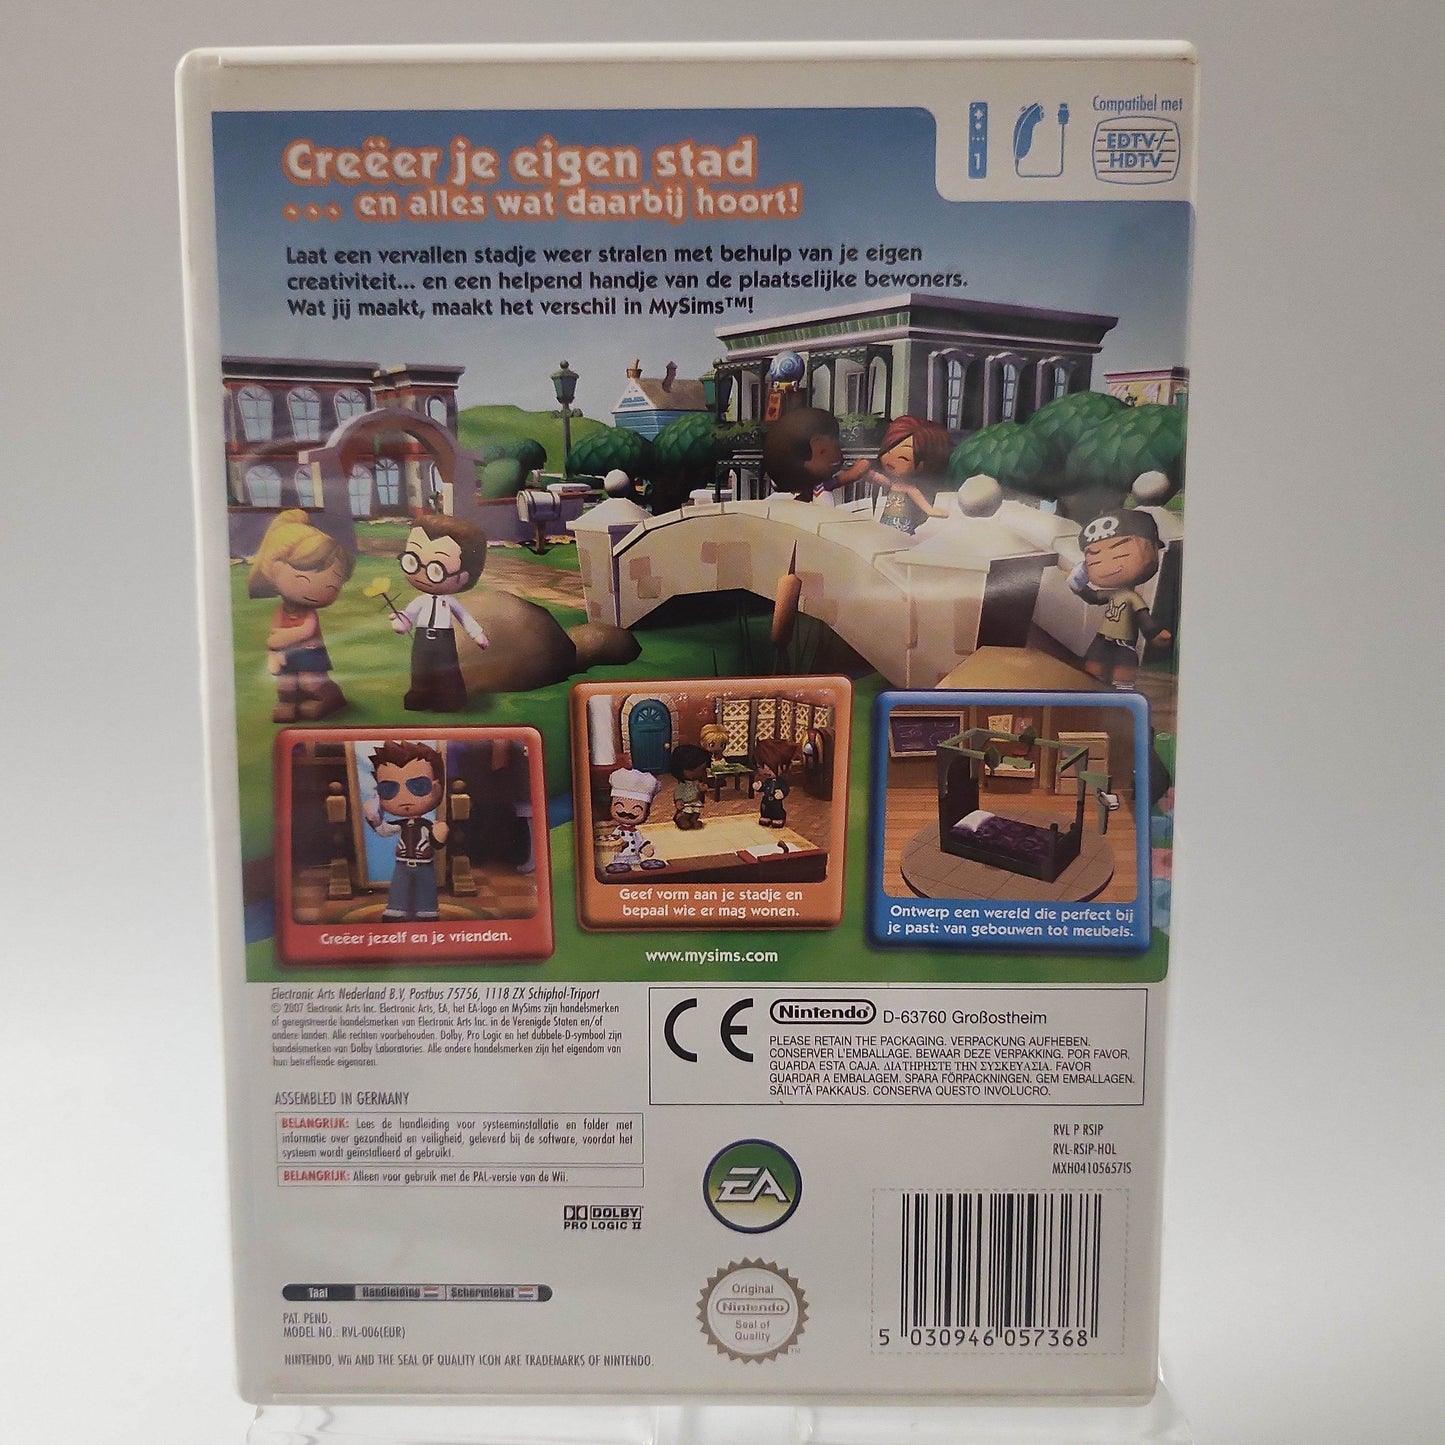 Compatibel met
EDTV/
HDTV
1
Creëer je eigen stad
... en alles wat daarbij hoort!
Laat een vervallen stadje weer stralen met behulp van je eigen
creativiteit... en een helpend handje van de plaatselijke bewoners.
Wat jij maakt, maakt het verschil in MySims™!
Creëer jezelf en je vrienden.
Geef vorm aan je stadje en
bepaal wie er mag wonen.
Ontwerp een wereld die perfect bij
je past: van gebouwen tot meubels.
www.mysims.com
Electronic Arts Nederland B.V, Postbus 75756, 1118 ZX Schiphol-Triport
© 2007 Electronic Arts Inc. Electronic Arts, EA, het EA-logo en MySims zijn handelsmerken
of geregistreerde handelsmerken van Electronic Arts Inc. in de Verenigde Staten en/of
andere landen. Alle rechten voorbehouden. Dolby, Pro Logic en het dubbele-D-symbool zijn
handelsmerken van Dolby Laboratories. Alle andere handelsmerken zijn het eigendom van
hun betreffende eigenaren.
CE
Nintendo D-63760 Großostheim
PLEASE RETAIN THE PACKAGING. VERPACKUNG AUFHEBEN.
CONSERVER L'EMBALLAGE. BEWAAR DEZE VERPAKKING. POR FAVOR,
GUARDA ESTA CAJA. ΔΙΑΤΗΡΗΣΤΕ ΤΗΝ ΣΥΣΚΕΥΑΣΙΑ. FAVOR
GUARDAR A EMBALAGEM. SPARA FÖRPACKNINGEN. GEM EMBALLAGEN.
SÄILYTÄ PAKKAUS. CONSERVA QUESTO INVOLUCRO.
ASSEMBLED IN GERMANY
BELANGRIJK: Lees de handleiding voor systeeminstallatie en folder met
informatie over gezondheid en veiligheid, geleverd bij de software, voordat het
systeem wordt geïnstalleerd of gebruikt.
BELANGRIJK: Alleen voor gebruik met de PAL-versie van de Wii.
RVL P RSIP
RVL-RSIP-HOL
MXH04105657IS
EA
DOLBY
PRO LOGIC II
Taal Handleiding Schermtekst
Original
Nintendo
Seal of
Quality
TM
PAT. PEND.
MODEL NO.: RVL-006(EUR)
5 030946 057368
NINTENDO, Wii AND THE SEAL OF QUALITY ICON ARE TRADEMARKS OF NINTENDO.